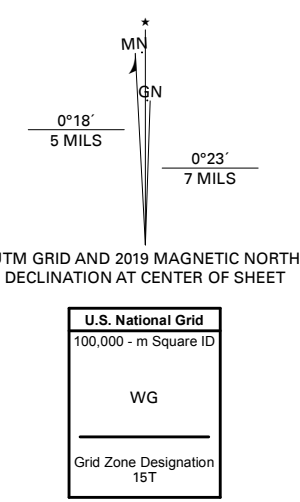 MN
GN
0°18´
5 MILS
0°23´
7 MILS
UTM GRID AND 2019 MAGNETIC NORTH
DECLINATION AT CENTER OF SHEET
U.S. National Grid
100,000 - m Square ID
WG
Grid Zone Designation
15T